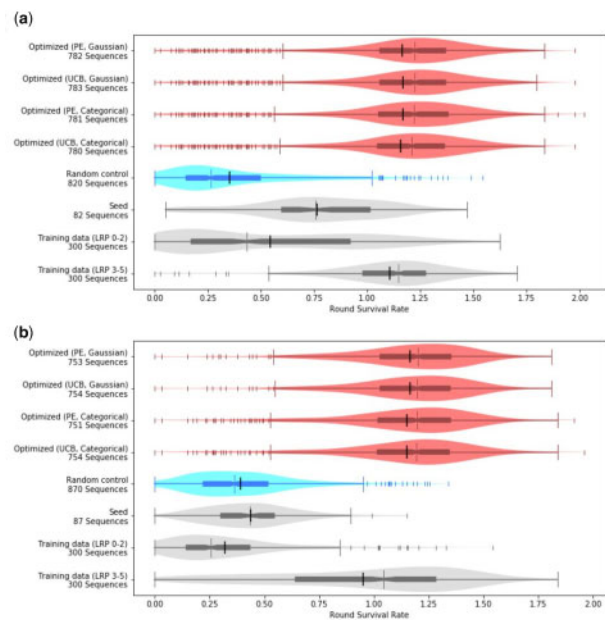 (a)
Optimized (PE, Gaussian)
782 Sequences
Optimized (UCB, Gaussian)
783 Sequences
Optimized (PE, Categorical)
781 Sequences
Optimized (UCB, Categorical)
780 Sequences
Random control
820 Sequences
Seed
82 Sequences
Training data (LRP 0-2)
300 Sequences
Training data (LRP 3-5)
300 Sequences
0.00 0.25 0.50 0.75 1.00 1.25 1.50 1.75 2.00
Round Survival Rate
(b)
Optimized (PE, Gaussian)
753 Sequences
Optimized (UCB, Gaussian)
754 Sequences
Optimized (PE, Categorical)
751 Sequences
Optimized (UCB, Categorical)
754 Sequences
Random control
870 Sequences
Seed
87 Sequences
Training data (LRP 0-2)
300 Sequences
Training data (LRP 3-5)
300 Sequences
0.00 0.25 0.50 0.75 1.00 1.25 1.50 1.75 2.00
Round Survival Rate